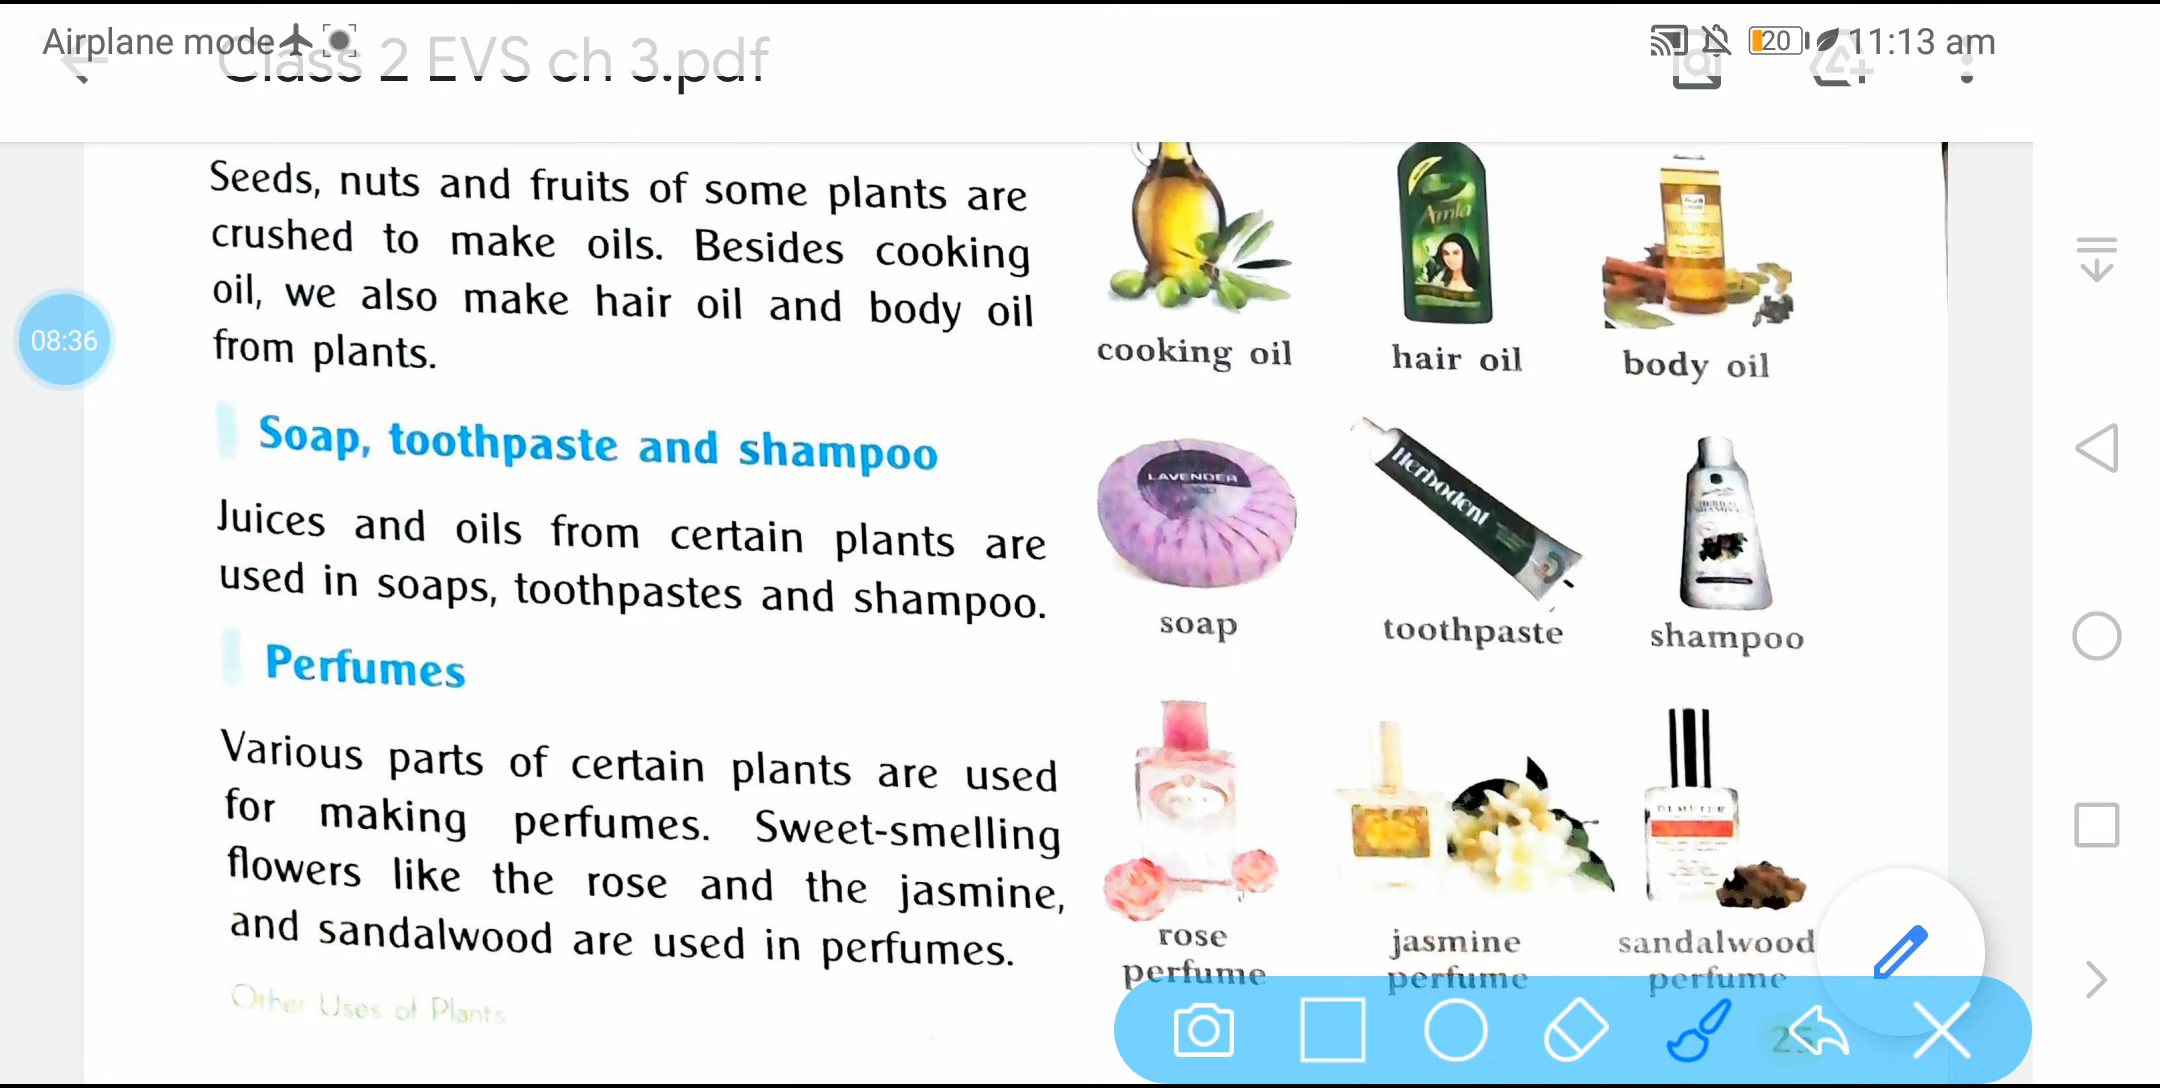 Airplane mode
20
11:13 am
Class 2 EVS ch 3.pdf
Seeds, nuts and fruits of some plants are
crushed to make oils. Besides cooking
oil, we also make hair oil and body oil
from plants.
08:36
Amla
cooking oil
hair oil
body oil
Soap, toothpaste and shampoo
Juices and oils from certain plants are
used in soaps, toothpastes and shampoo.
LAVENDER
Herbodent
soap
toothpaste
shampoo
Perfumes
Various parts of certain plants are used
for making perfumes. Sweet-smelling
flowers like the rose and the jasmine,
and sandalwood are used in perfumes.
rose
perfume
jasmine
perfume
sandalwood
perfume
Other Uses of Plants
25